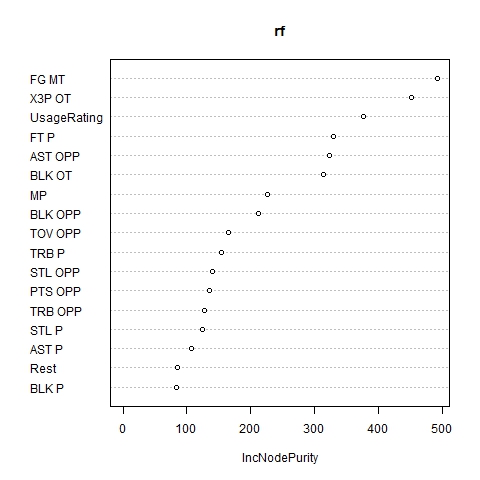 rf
FG MT
X3P OT
UsageRating
FT P
AST OPP
BLK OT
MP
BLK OPP
TOV OPP
TRB P
STL OPP
PTS OPP
TRB OPP
STL P
AST P
Rest
BLK P
0 100 200 300 400 500
IncNodePurity